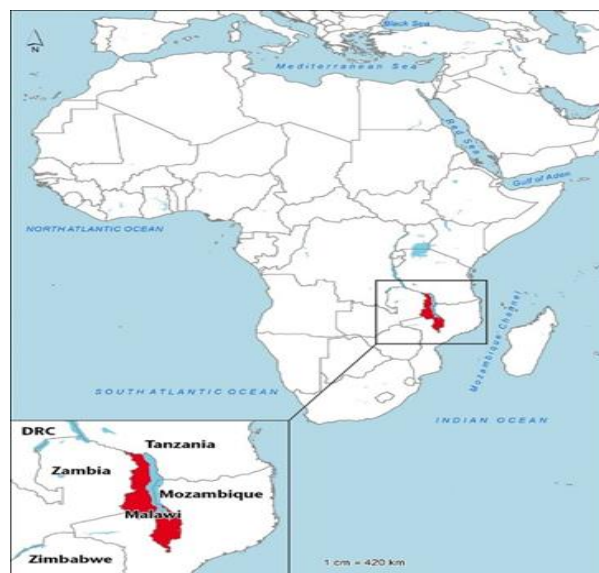 N
Black Sea
Mediterranean Sea
Red Sea
Gulf of Aden
NORTH ATLANTIC OCEAN
Mozambique Channel
SOUTH ATLANTIC OCEAN
INDIAN OCEAN
DRC
Tanzania
Zambia
Mozambique
Malawi
Zimbabwe
1 cm = 420 km